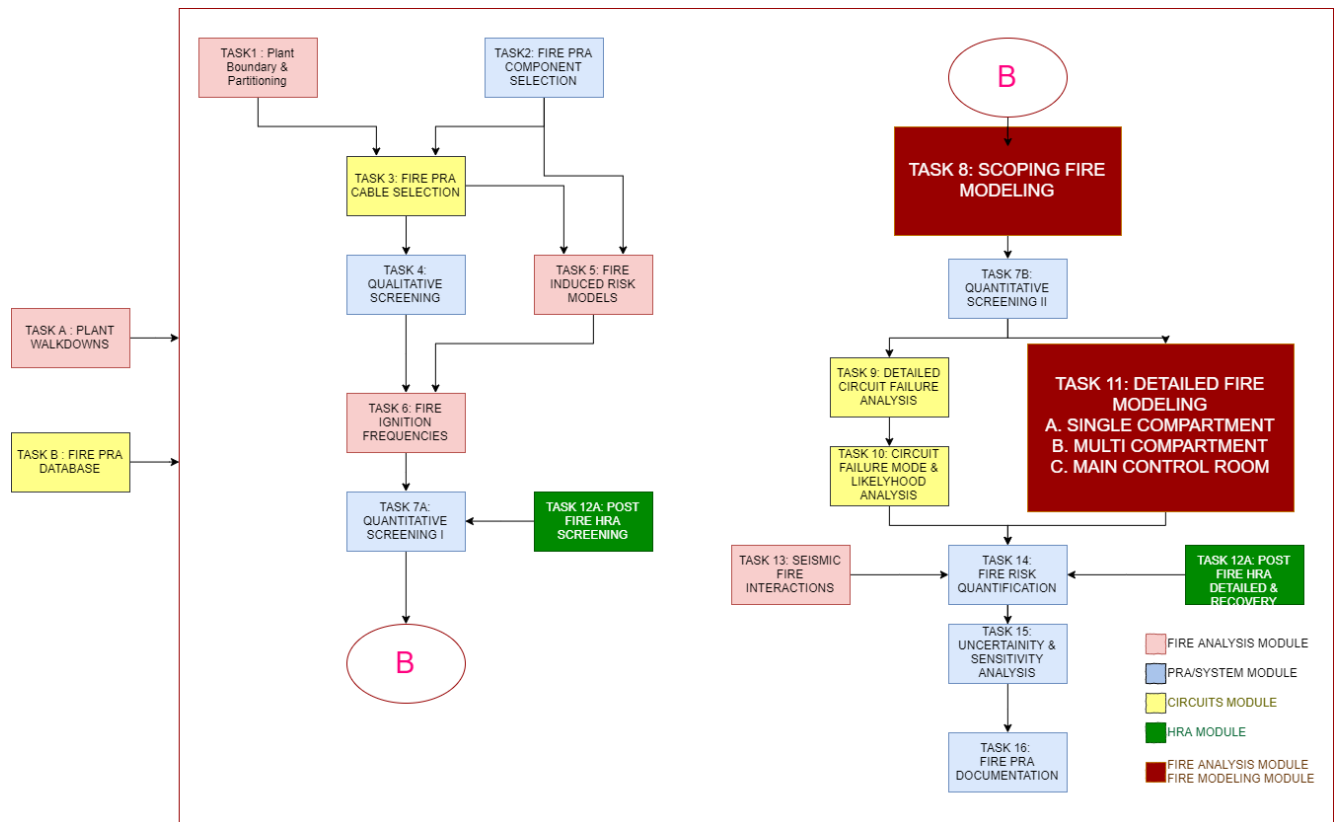 TASK1 : Plant
Boundary &
Partitioning
TASK2: FIRE PRA
COMPONENT
SELECTION
TASK 3: FIRE PRA
CABLE SELECTION
TASK 4:
QUALITATIVE
SCREENING
TASK 5: FIRE
INDUCED RISK
MODELS
TASK A : PLANT
WALKDOWNS
TASK B : FIRE PRA
DATABASE
TASK 6: FIRE
IGNITION
FREQUENCIES
TASK 7A:
QUANTITATIVE
SCREENING I
TASK 12A: POST
FIRE HRA
SCREENING
B
B
TASK 8: SCOPING FIRE
MODELING
TASK 7B:
QUANTITATIVE
SCREENING II
TASK 9: DETAILED
CIRCUIT FAILURE
ANALYSIS
TASK 10: CIRCUIT
FAILURE MODE &
LIKELYHOOD
ANALYSIS
TASK 11: DETAILED FIRE
MODELING
A. SINGLE COMPARTMENT
B. MULTI COMPARTMENT
C. MAIN CONTROL ROOM
TASK 13: SEISMIC
FIRE
INTERACTIONS
TASK 14:
FIRE RISK
QUANTIFICATION
TASK 12A: POST
FIRE HRA
DETAILED &
RECOVERY
TASK 15:
UNCERTAINITY &
SENSITIVITY
ANALYSIS
TASK 16:
FIRE PRA
DOCUMENTATION
FIRE ANALYSIS MODULE
PRA/SYSTEM MODULE
CIRCUITS MODULE
HRA MODULE
FIRE ANALYSIS MODULE
FIRE MODELING MODULE